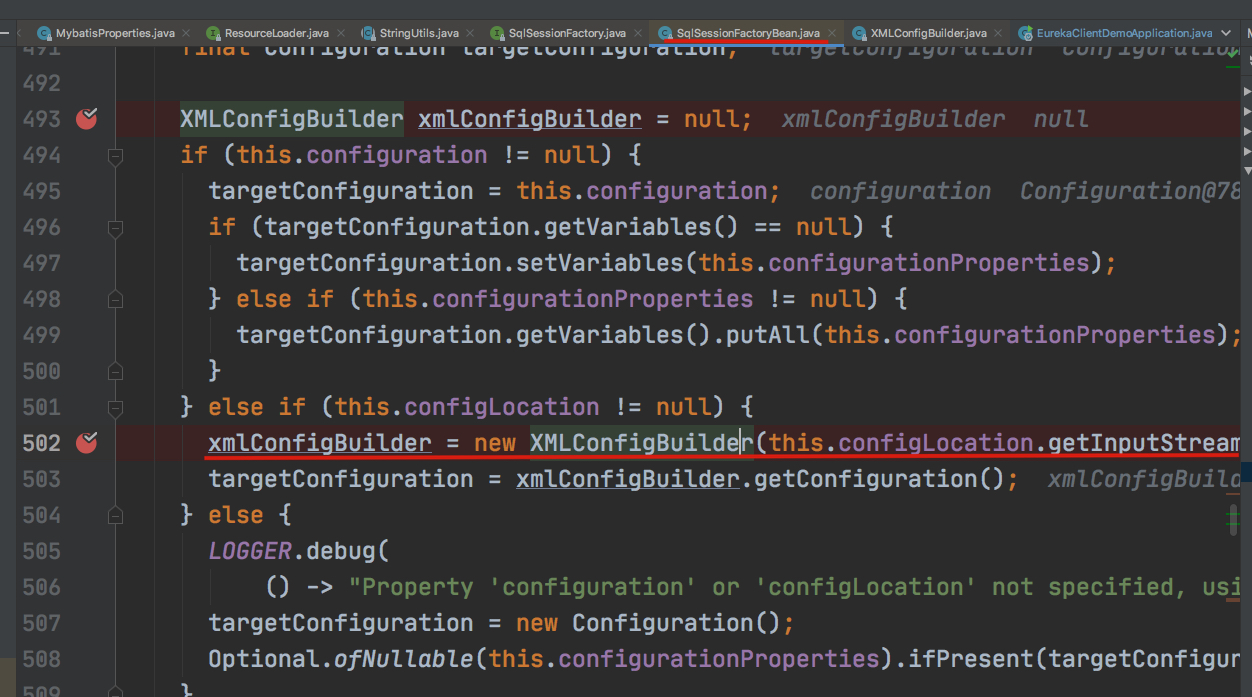 MybatisProperties.java ResourceLoader.java StringUtils.java SqlSessionFactory.java SqlSessionFactoryBean.java XMLConfigBuilder.java EurekaClientDemoApplication.java
491 final Configuration targetConfiguration; targetConfiguration Configuration
492
493 XMLConfigBuilder xmlConfigBuilder = null; xmlConfigBuilder null
494 if (this.configuration != null) {
495 targetConfiguration = this.configuration; configuration Configuration@78
496 if (targetConfiguration.getVariables() == null) {
497 targetConfiguration.setVariables(this.configurationProperties);
498 } else if (this.configurationProperties != null) {
499 targetConfiguration.getVariables().putAll(this.configurationProperties);
500 }
501 } else if (this.configLocation != null) {
502 xmlConfigBuilder = new XMLConfigBuilder(this.configLocation.getInputStream
503 targetConfiguration = xmlConfigBuilder.getConfiguration(); xmlConfigBuild
504 } else {
505 LOGGER.debug(
506 () -> "Property 'configuration' or 'configLocation' not specified, usi
507 targetConfiguration = new Configuration();
508 Optional.ofNullable(this.configurationProperties).ifPresent(targetConfigur
509 }